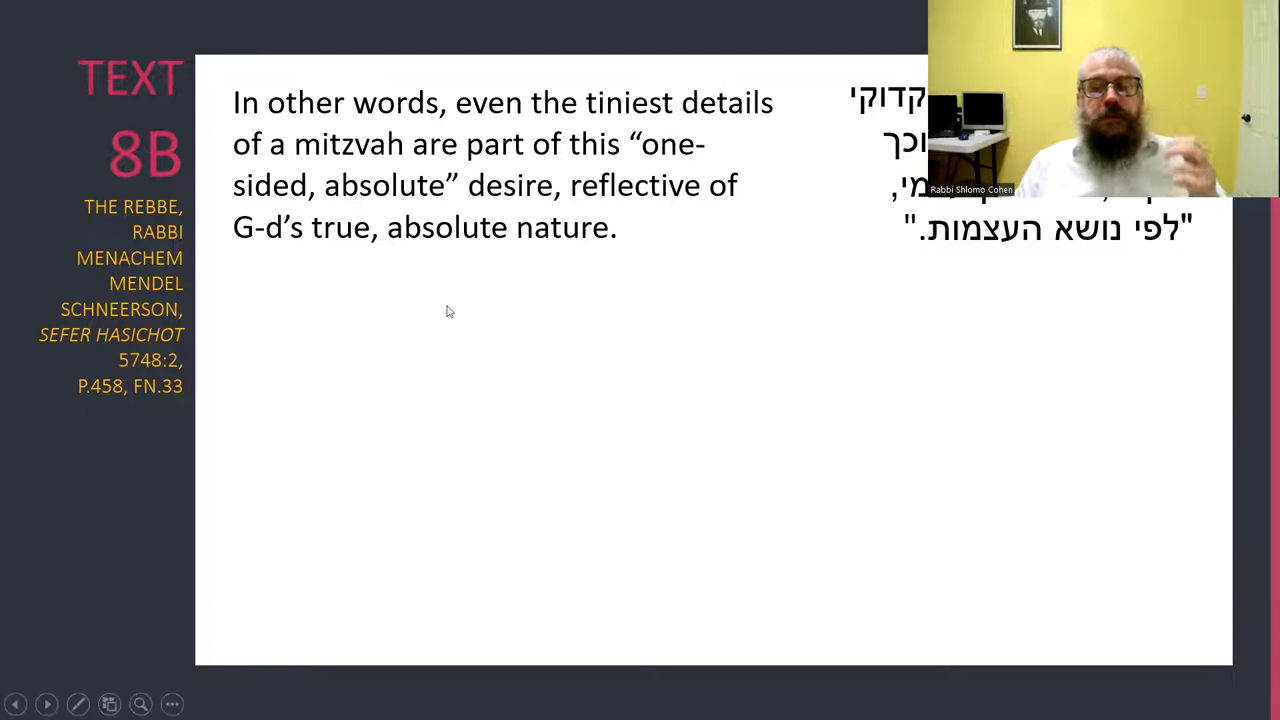 TEXT
8B
THE REBBE,
RABBI
MENACHEM
MENDEL
SCHNEERSON,
SEFER HASICHOT
5748:2,
P.458, FN.33
In other words, even the tiniest details
of a mitzvah are part of this “one-
sided, absolute” desire, reflective of
G-d’s true, absolute nature.
וכך
לפי נושא העצמות."
Rabbi Shlomo Cohen